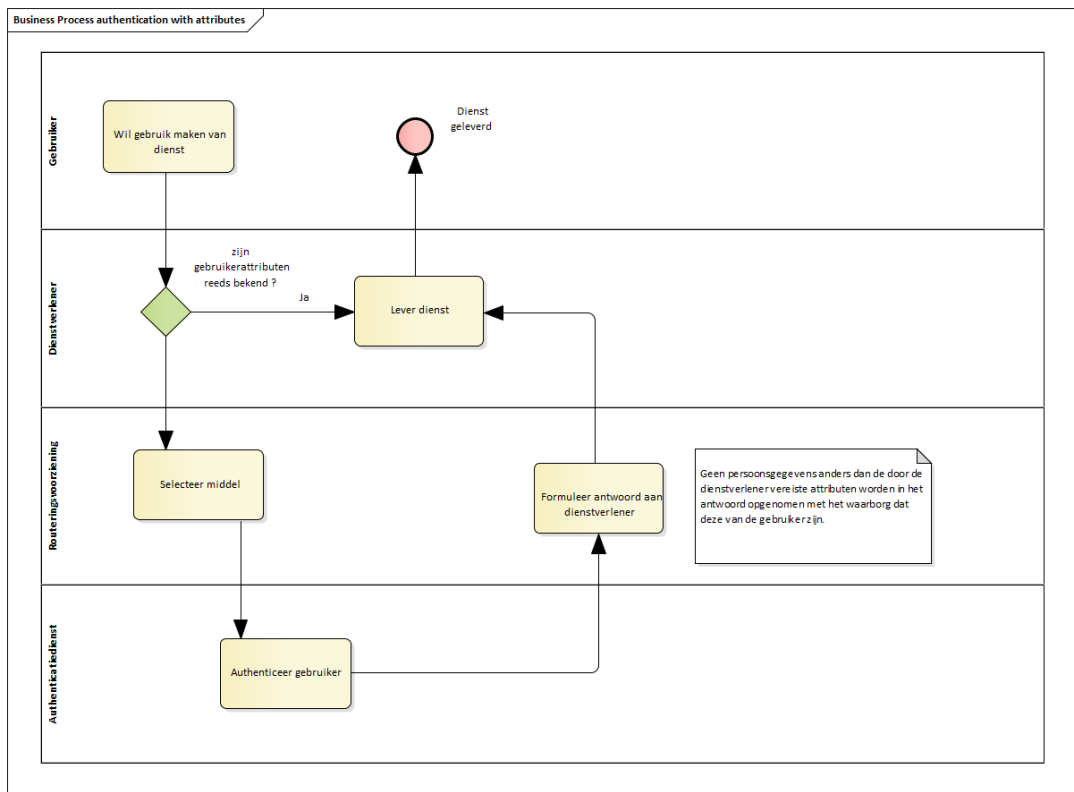 Business Process authentication with attributes
Gebruiker
Wil gebruik maken van
dienst
Dienst
geleverd
Dienstverlener
zijn
gebruikerattributen
reeds bekend ?
Ja
Lever dienst
Routeringsvoorziening
Selecteer middel
Formuleer antwoord aan
dienstverlener
Geen persoonsgegevens anders dan de door de
dienstverlener vereiste attributen worden in het
antwoord opgenomen met het waarborg dat
deze van de gebruiker zijn.
Authenticatiedienst
Authenticeer gebruiker